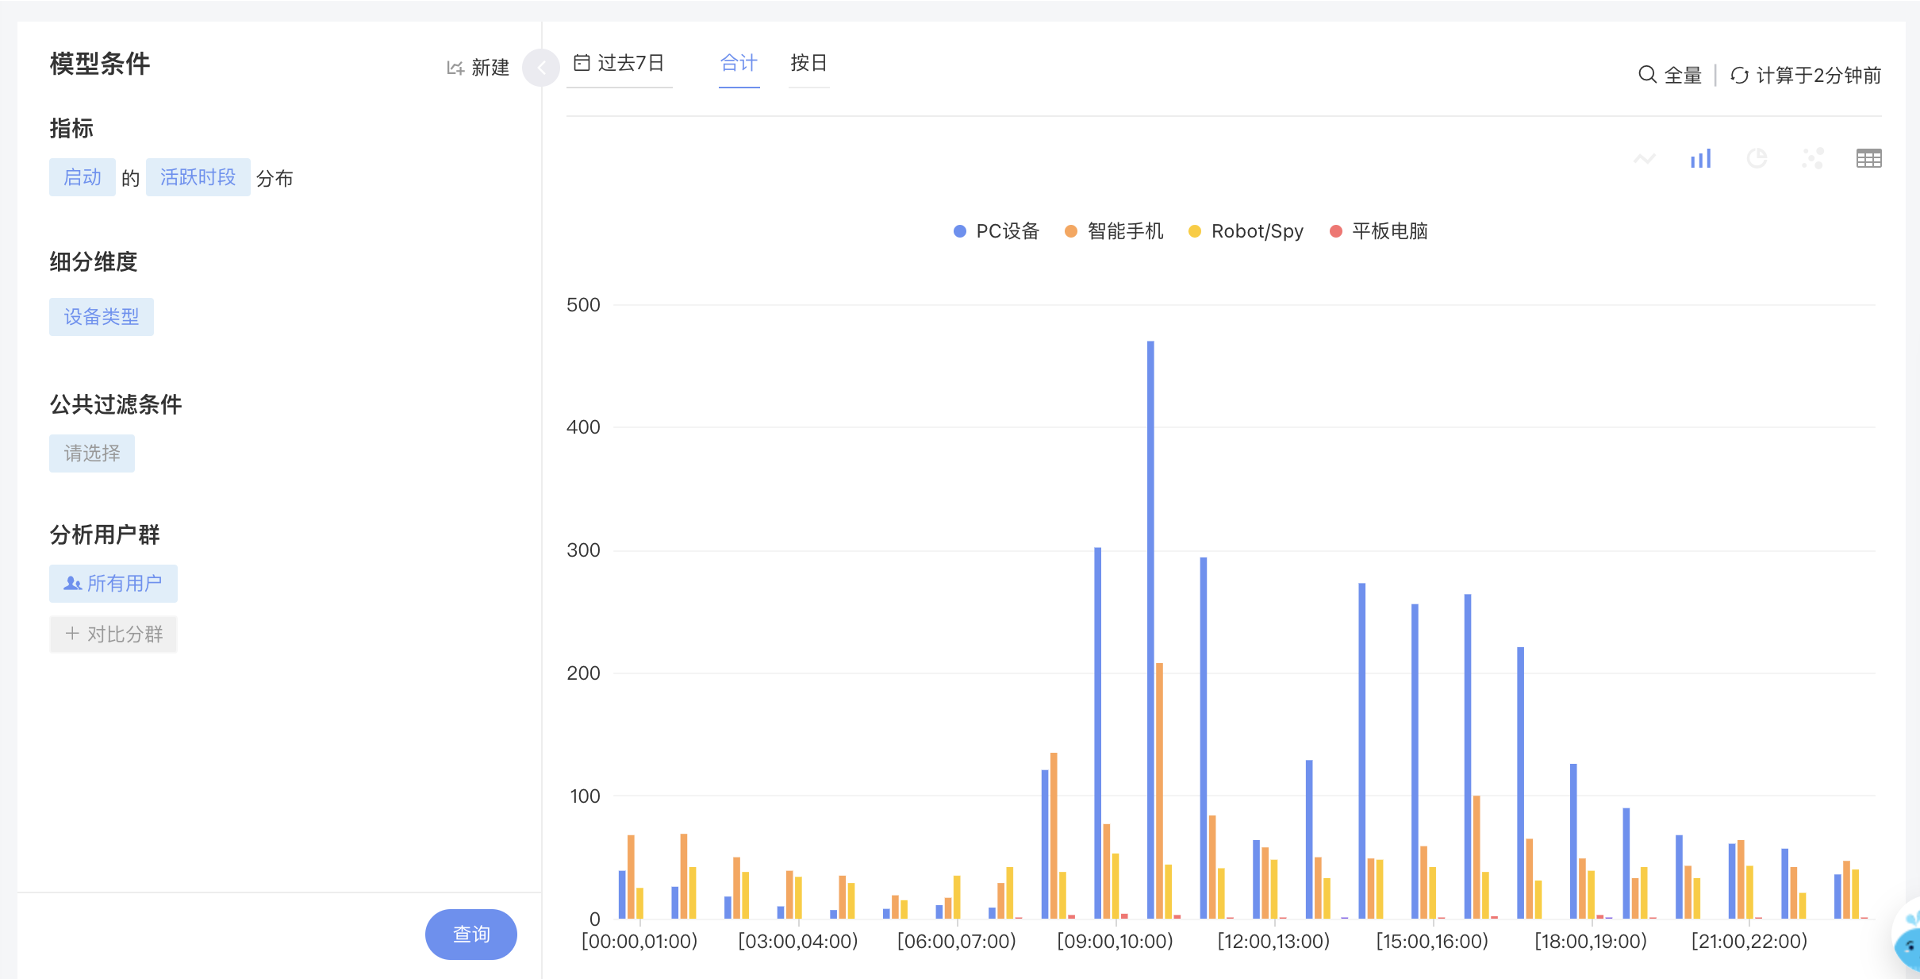 模型条件
新建
指标
启动 的 活跃时段 分布
细分维度
设备类型
公共过滤条件
请选择
分析用户群
所有用户
+ 对比分群
查询
过去7日 合计 按日
全量 | 计算于2分钟前
PC设备 智能手机 Robot/Spy 平板电脑
500
400
300
200
100
0
[00:00,01:00) [03:00,04:00) [06:00,07:00) [09:00,10:00) [12:00,13:00) [15:00,16:00) [18:00,19:00) [21:00,22:00)